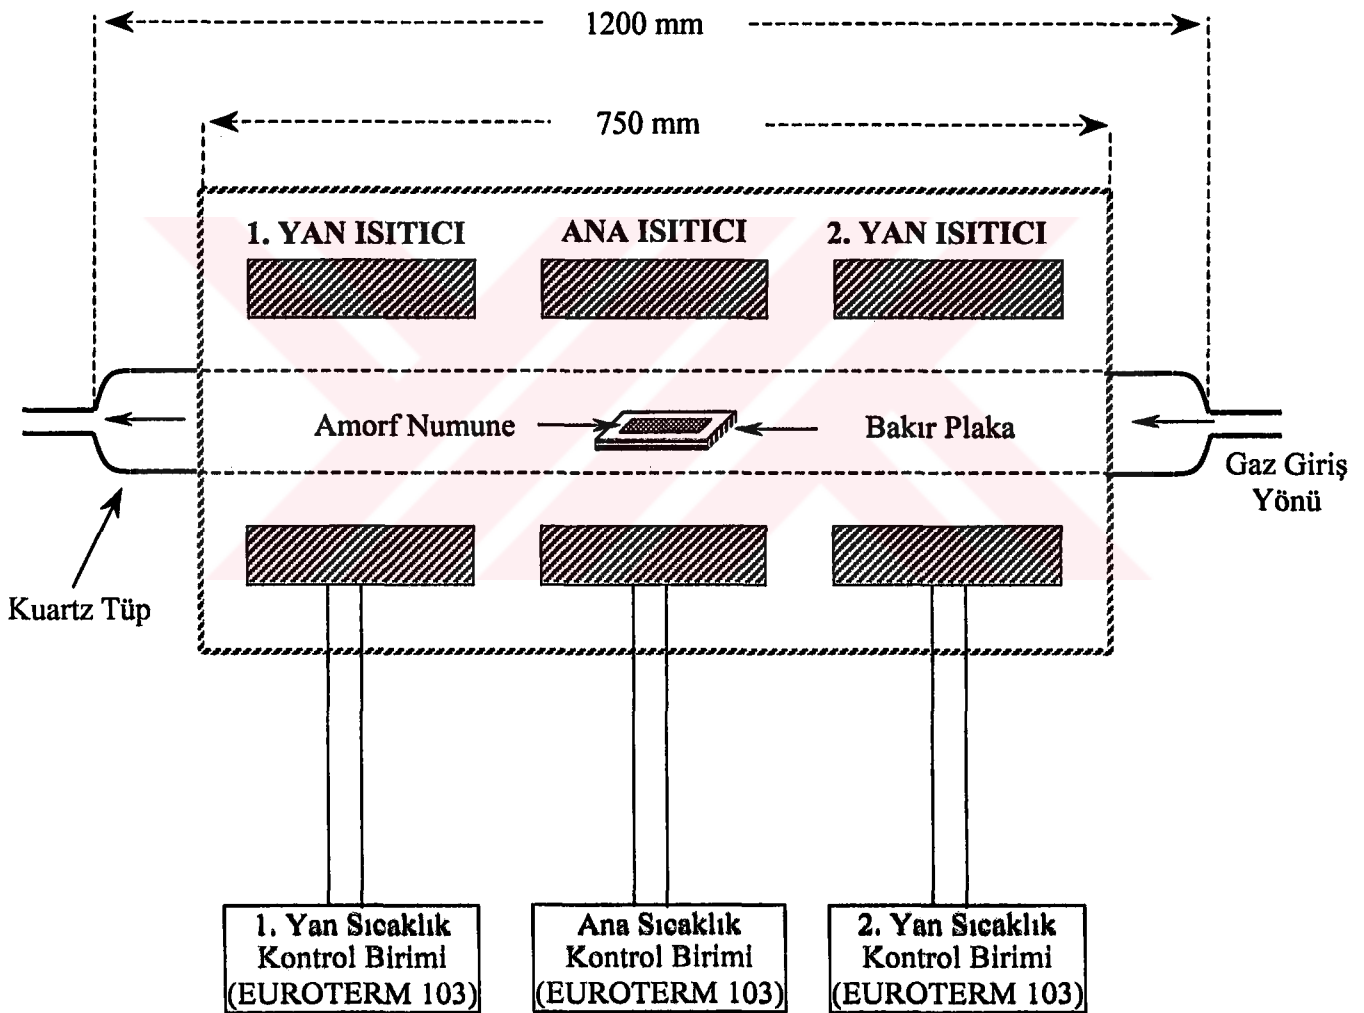 1200 mm
750 mm
1. YAN ISITICI
ANA ISITICI
2. YAN ISITICI
Amorf Numune
Bakır Plaka
Gaz Giriş
Yönü
Kuartz Tüp
1. Yan Sıcaklık
Kontrol Birimi
(EUROTERM 103)
Ana Sıcaklık
Kontrol Birimi
(EUROTERM 103)
2. Yan Sıcaklık
Kontrol Birimi
(EUROTERM 103)